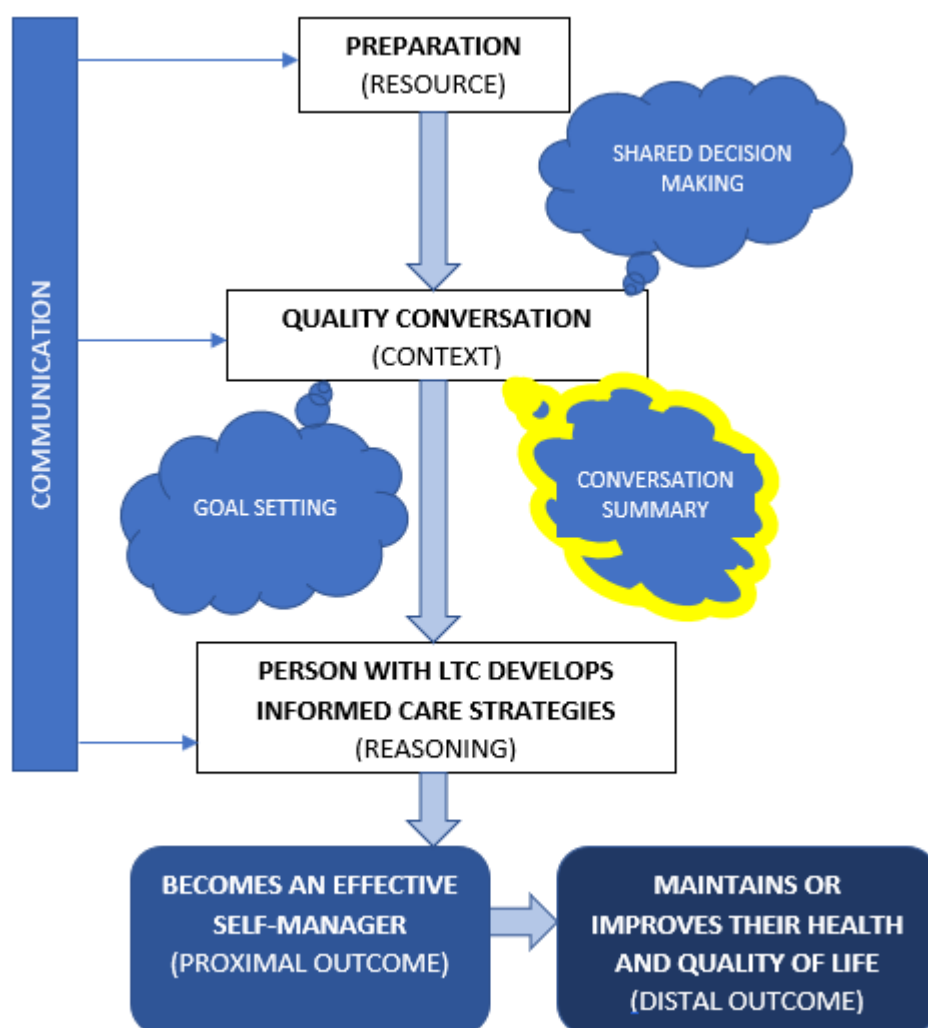 PREPARATION
(RESOURCE)
SHARED DECISION
MAKING
COMMUNICATION
QUALITY CONVERSATION
(CONTEXT)
GOAL SETTING
CONVERSATION
SUMMARY
PERSON WITH LTC DEVELOPS
INFORMED CARE STRATEGIES
(REASONING)
BECOMES AN EFFECTIVE
SELF-MANAGER
(PROXIMAL OUTCOME)
MAINTAINS OR
IMPROVES THEIR HEALTH
AND QUALITY OF LIFE
(DISTAL OUTCOME)